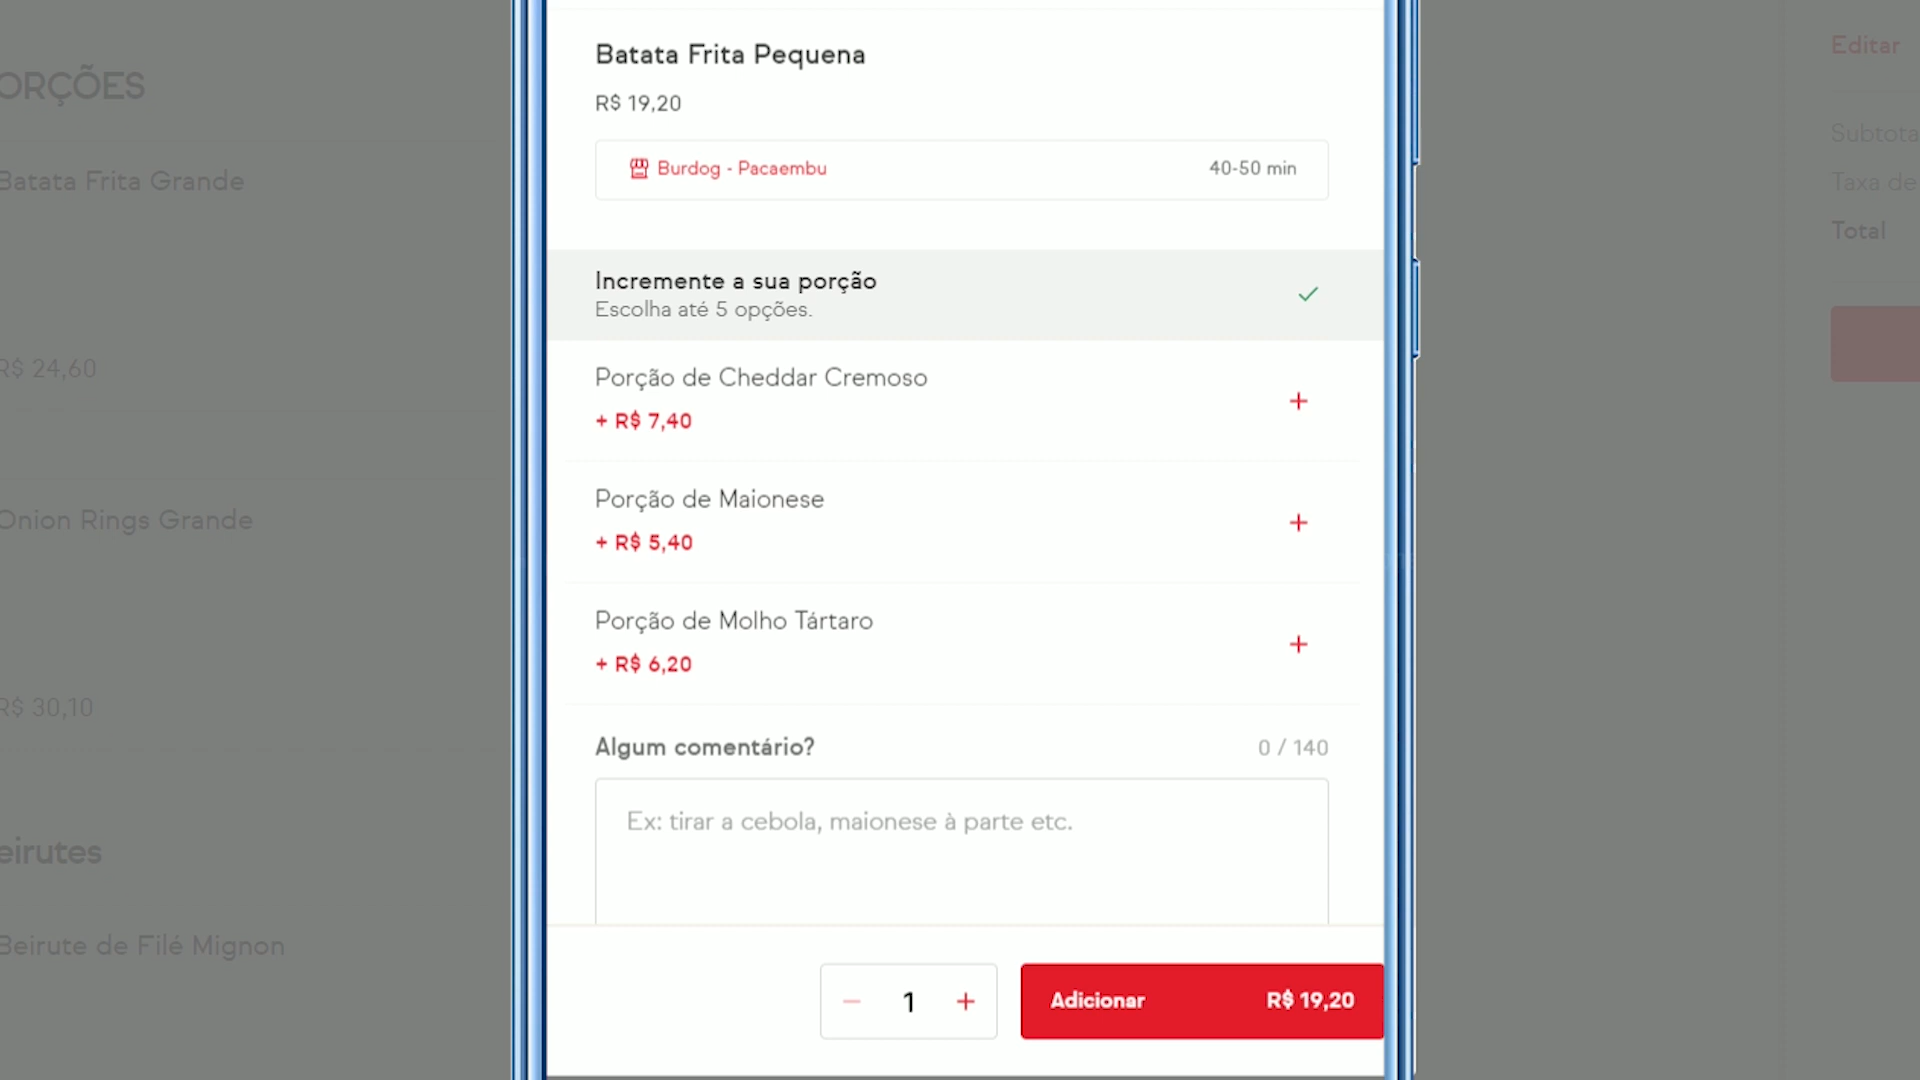 Batata Frita Pequena
R$ 19,20
Burdog - Pacaembu 40-50 min
Incremente a sua porção
Escolha até 5 opções.
Porção de Cheddar Cremoso
+ R$ 7,40
Porção de Maionese
+ R$ 5,40
Porção de Molho Tártaro
+ R$ 6,20
Algum comentário? 0 / 140
Ex: tirar a cebola, maionese à parte etc.
1
Adicionar R$ 19,20
ORÇÕES
Batata Frita Grande
R$ 24,60
Onion Rings Grande
R$ 30,10
eirutes
Beirute de Filé Mignon
Editar
Subtota
Taxa de
Total